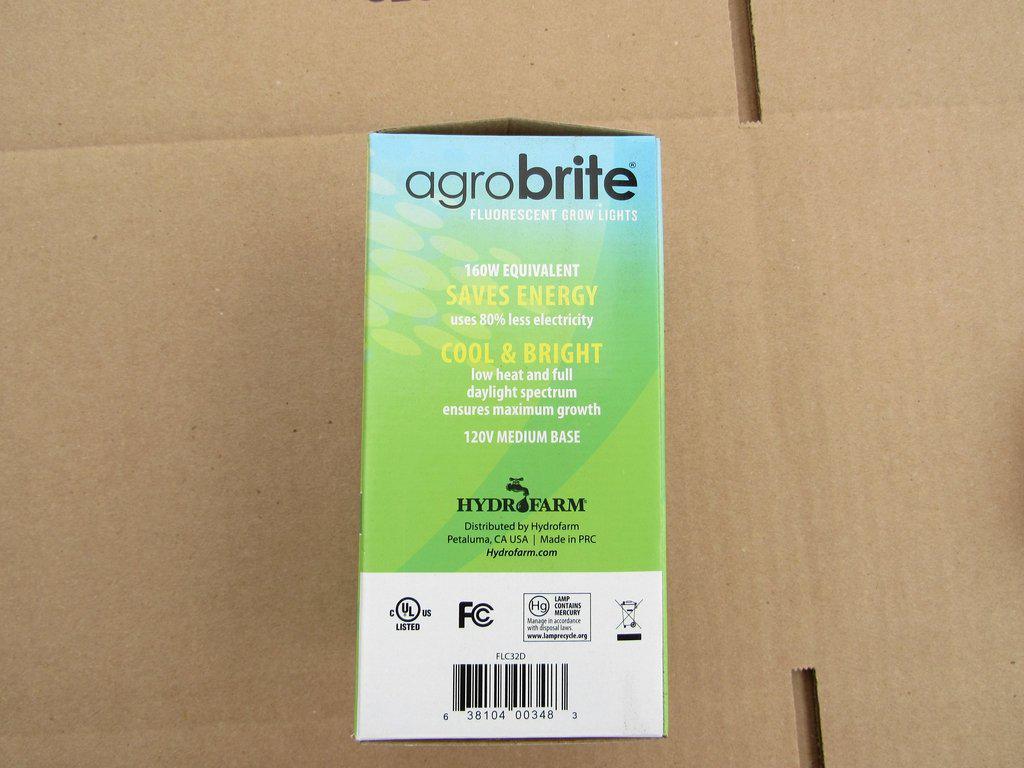 agrobrite®
FLUORESCENT GROW LIGHTS
160W EQUIVALENT
SAVES ENERGY
uses 80% less electricity
COOL & BRIGHT
low heat and full
daylight spectrum
ensures maximum growth
120V MEDIUM BASE
HYDROFARM®
Distributed by Hydrofarm
Petaluma, CA USA | Made in PRC
Hydrofarm.com
C UL US
LISTED
FC
Hg
LAMP
CONTAINS
MERCURY
Manage in accordance
with disposal laws.
www.lamprecycle.org
FLC32D
6 38104 00348 3